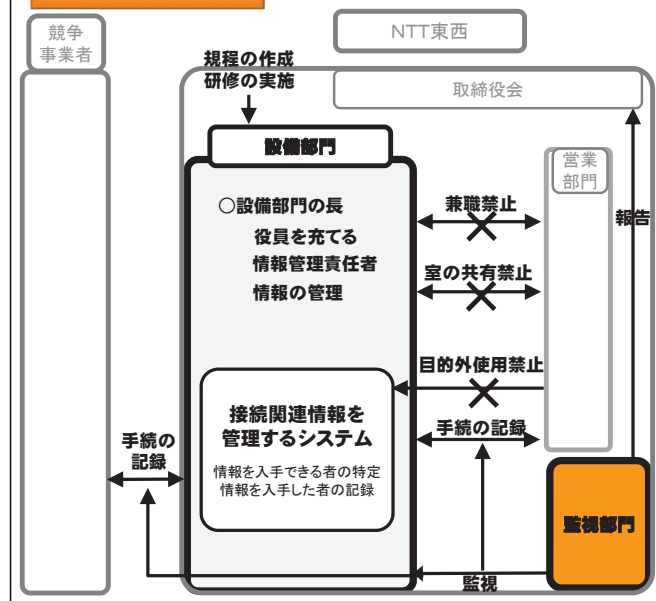 競争
事業者
NTT東西
規程の作成
研修の実施
取締役会
設備部門
営業
部門
○設備部門の長
役員を充てる
情報管理責任者
情報の管理
兼職禁止
報告
室の共有禁止
目的外使用禁止
接続関連情報を
管理するシステム
情報を入手できる者の特定
情報を入手した者の記録
手続の
記録
手続の記録
監視部門
監視